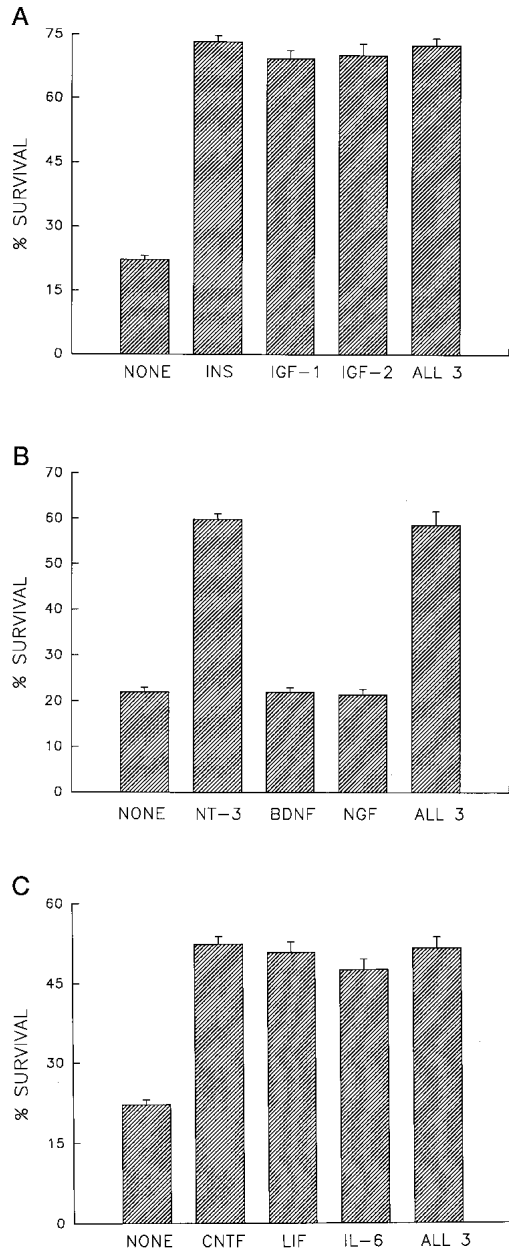 A
% SURVIVAL
75
60
45
30
15
0
NONE INS IGF-1 IGF-2 ALL 3
B
% SURVIVAL
70
60
50
40
30
20
10
0
NONE NT-3 BDNF NGF ALL 3
C
% SURVIVAL
60
45
30
15
0
NONE CNTF LIF IL-6 ALL 3